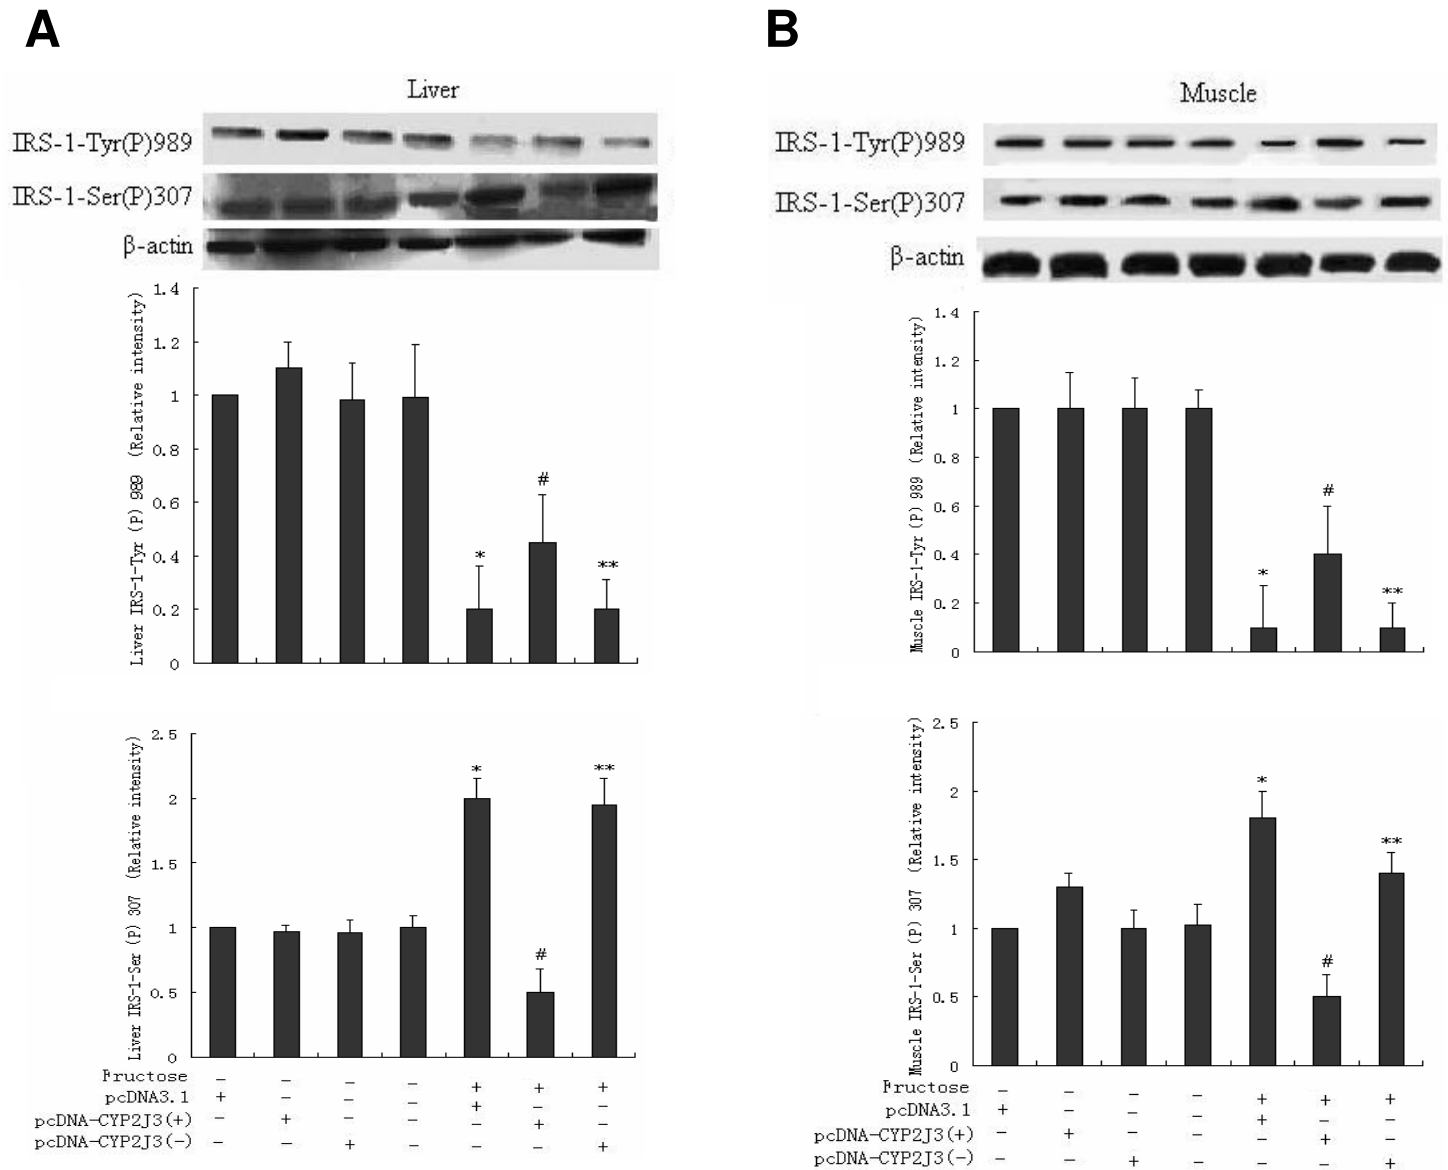 A
B
Liver
IRS-1-Tyr(P)989
IRS-1-Ser(P)307
β-actin
Muscle
IRS-1-Tyr(P)989
IRS-1-Ser(P)307
β-actin
Liver IRS-1-Tyr (P) 989 (Relative intensity)
1.4
1.2
1
0.8
0.6
0.4
0.2
0
*
#
**
Muscle IRS-1-Tyr (P) 989 (Relative intensity)
1.4
1.2
1
0.8
0.6
0.4
0.2
0
*
#
**
Liver IRS-1-Ser (P) 307 (Relative intensity)
2.5
2
1.5
1
0.5
0
*
#
**
Fructose − − − − + + +
pcDNA3.1 + − − − + − −
pcDNA-CYP2J3(+) − + − − − + −
pcDNA-CYP2J3(-) − − + − − − +
Muscle IRS-1-Ser (P) 307 (Relative intensity)
2.5
2
1.5
1
0.5
0
*
#
**
Fructose − − − − + + +
pcDNA3.1 + − − − + − −
pcDNA-CYP2J3(+) − + − − − + −
pcDNA-CYP2J3(-) − − + − − − +